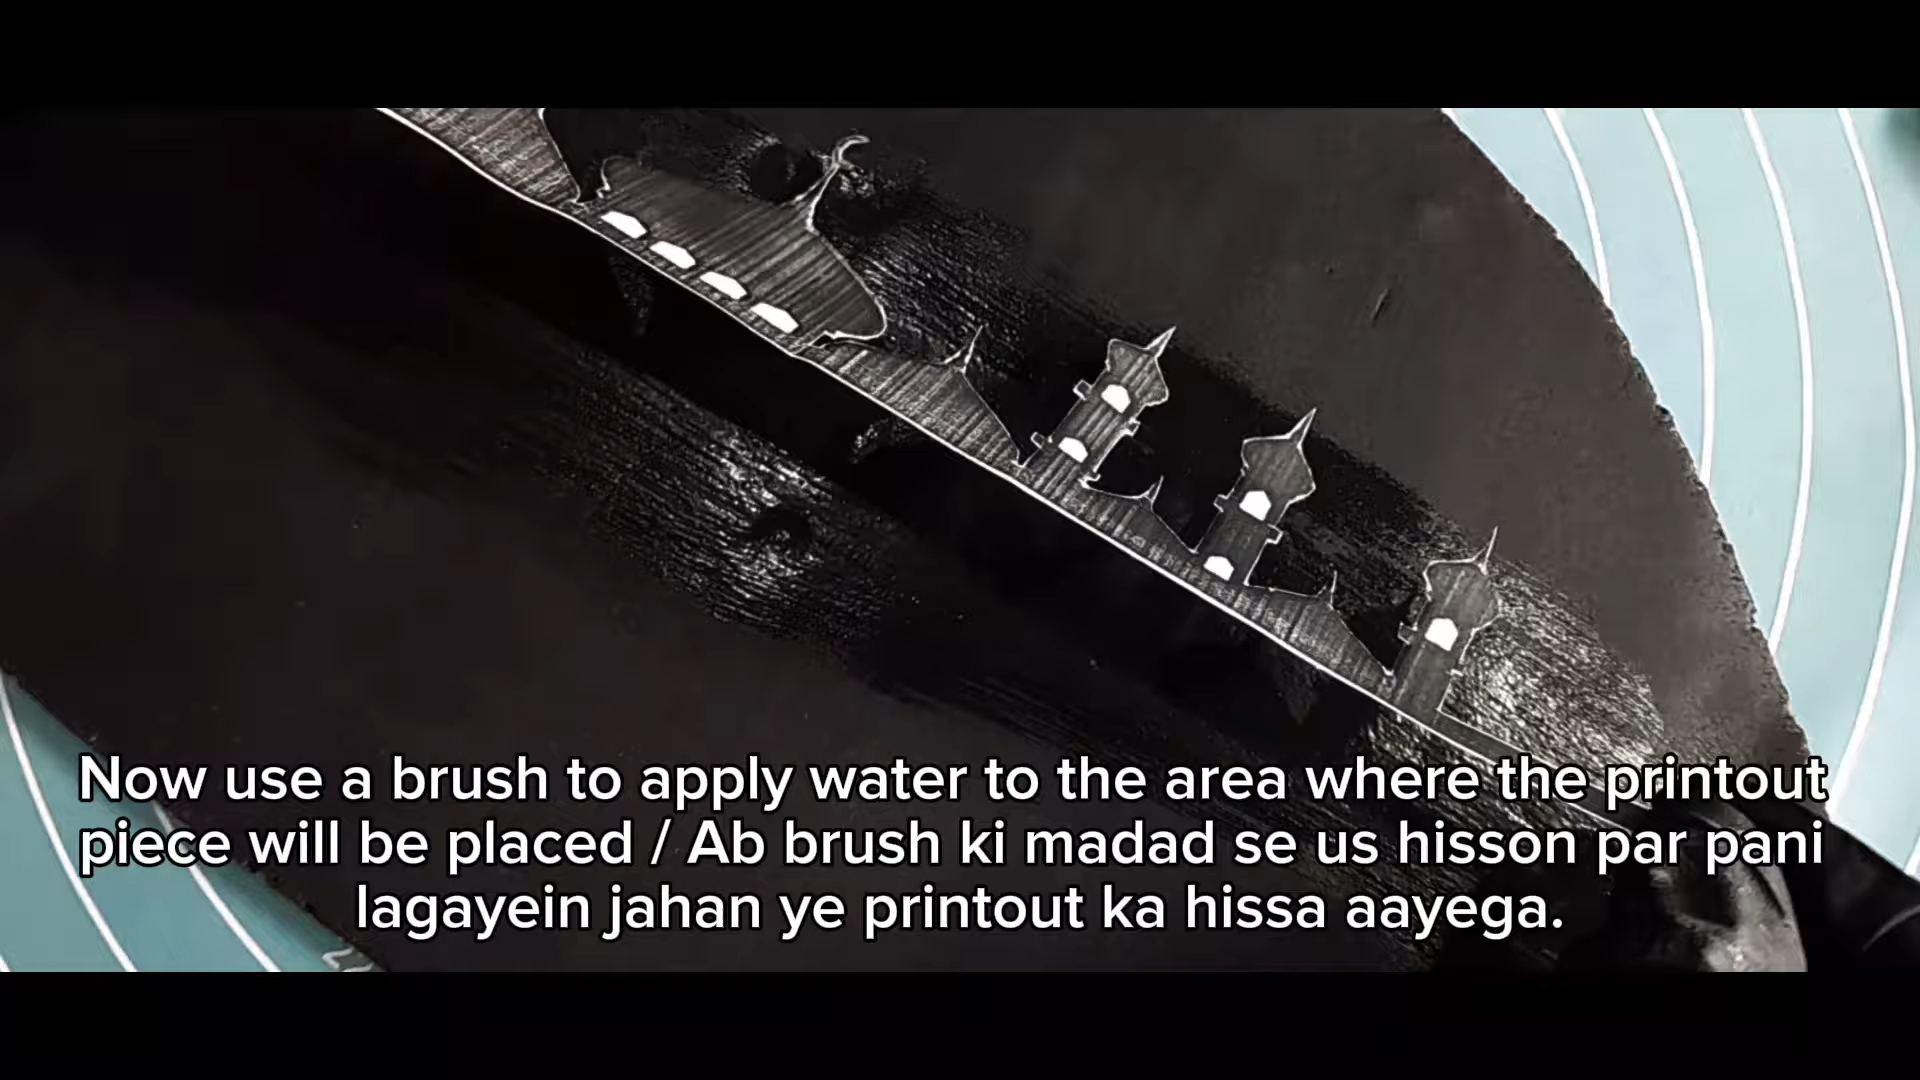 Now use a brush to apply water to the area where the printout
piece will be placed / Ab brush ki madad se us hisson par pani
lagayein jahan ye printout ka hissa aayega.